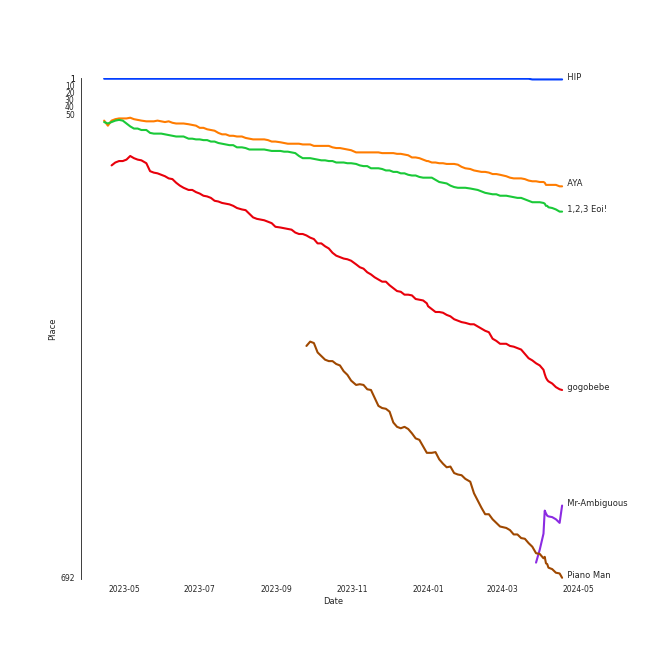 1
10
20
30
40
50
692
Place
HIP
AYA
1,2,3 Eoi!
gogobebe
Mr-Ambiguous
Piano Man
2023-05
2023-07
2023-09
2023-11
2024-01
2024-03
2024-05
Date